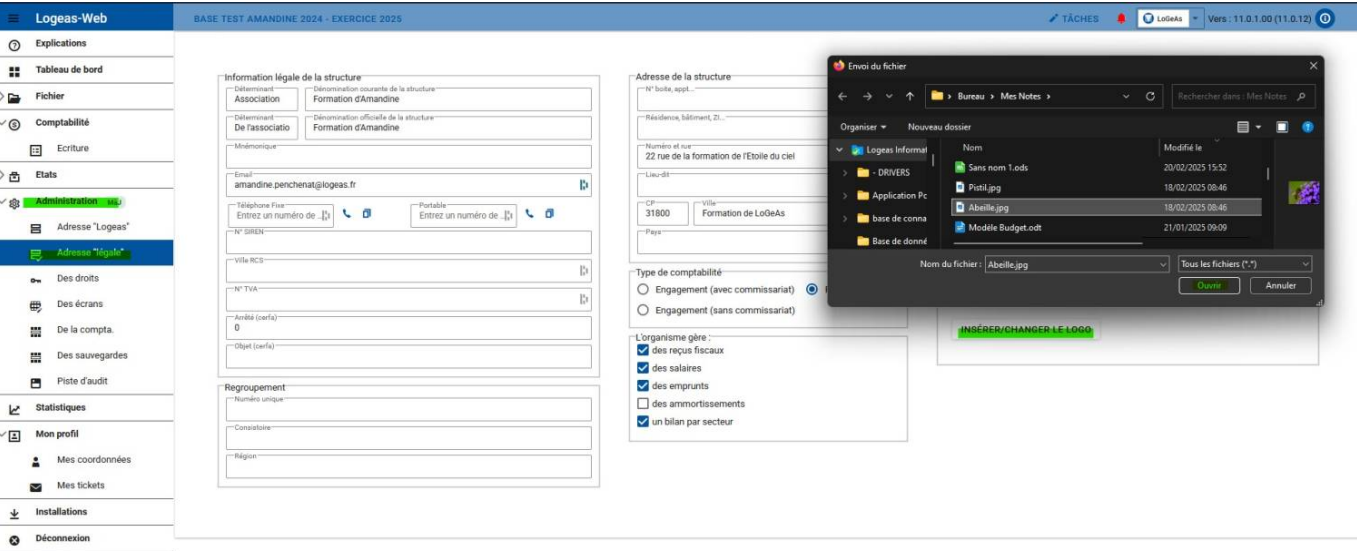 Logeas-Web
BASE TEST AMANDINE 2024 - EXERCICE 2025
TÂCHES
LoGeAs
Vers : 11.0.1.00 (11.0.12)
Explications
Tableau de bord
Fichier
Comptabilité
Ecriture
Etats
Administration
Adresse "Logeas"
Adresse "légale"
Des droits
Des écrans
De la compta.
Des sauvegardes
Piste d'audit
Statistiques
Mon profil
Mes coordonnées
Mes tickets
Installations
Déconnexion
Information légale de la structure
Déterminant
Dénomination courante de la structure
Association
Formation d'Amandine
Déterminant
Dénomination officielle de la structure
De l'associatio
Formation d'Amandine
Mnémonique
Email
amandine.penchenat@logeas.fr
Téléphone Fixe
Portable
Entrez un numéro de ..
Entrez un numéro de ..
N° SIREN
Ville RCS
N° TVA
Arrêté (cerfa)
0
Objet (cerfa)
Regroupement
Numéro unique
Consistoire
Région
Adresse de la structure
N° boite, appt...
Résidence, bâtiment, ZI...
Numéro et rue
22 rue de la formation de l'Etoile du ciel
Lieu-dit
CP
Ville
31800
Formation de LoGeAs
Pays
Type de comptabilité
Engagement (avec commissariat)
Engagement (sans commissariat)
L'organisme gère :
des reçus fiscaux
des salaires
des emprunts
des ammortissements
un bilan par secteur
Envoi du fichier
Bureau
Mes Notes
Rechercher dans : Mes Notes
Organiser
Nouveau dossier
Logeas Informat
- DRIVERS
Application Pc
base de conna
Base de donné
Nom
Modifié le
Sans nom 1.ods
20/02/2025 15:52
Pistil.jpg
18/02/2025 08:46
Abeille.jpg
18/02/2025 08:46
Modèle Budget.odt
21/01/2025 09:09
Nom du fichier :
Abeille.jpg
Tous les fichiers (*.*)
Ouvrir
Annuler
INSÉRER/CHANGER LE LOGO